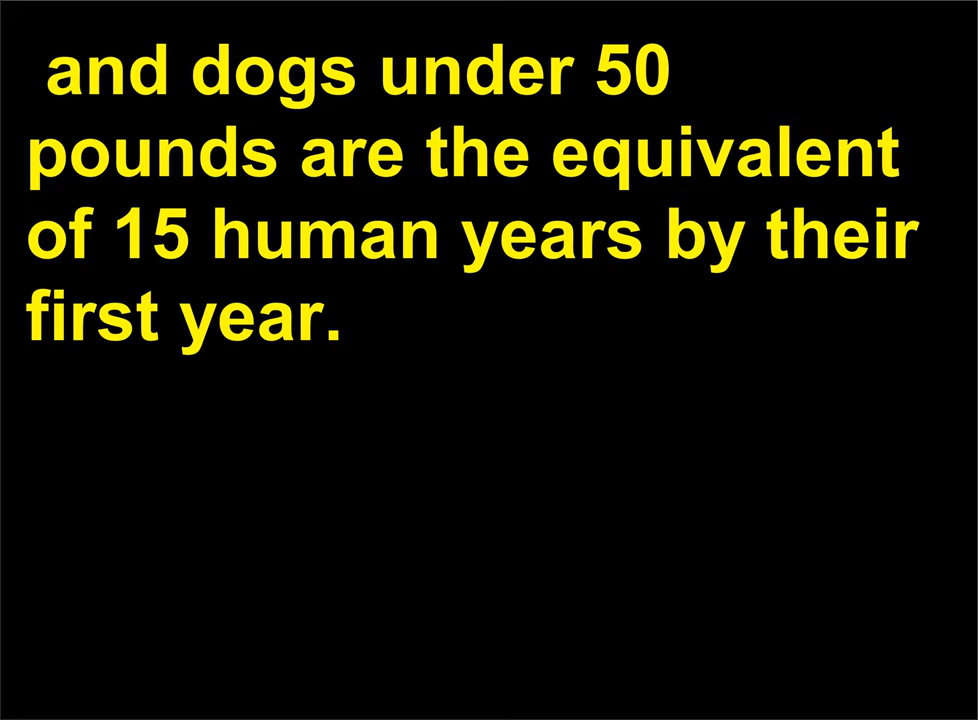 and dogs under 50
pounds are the equivalent
of 15 human years by their
first year.